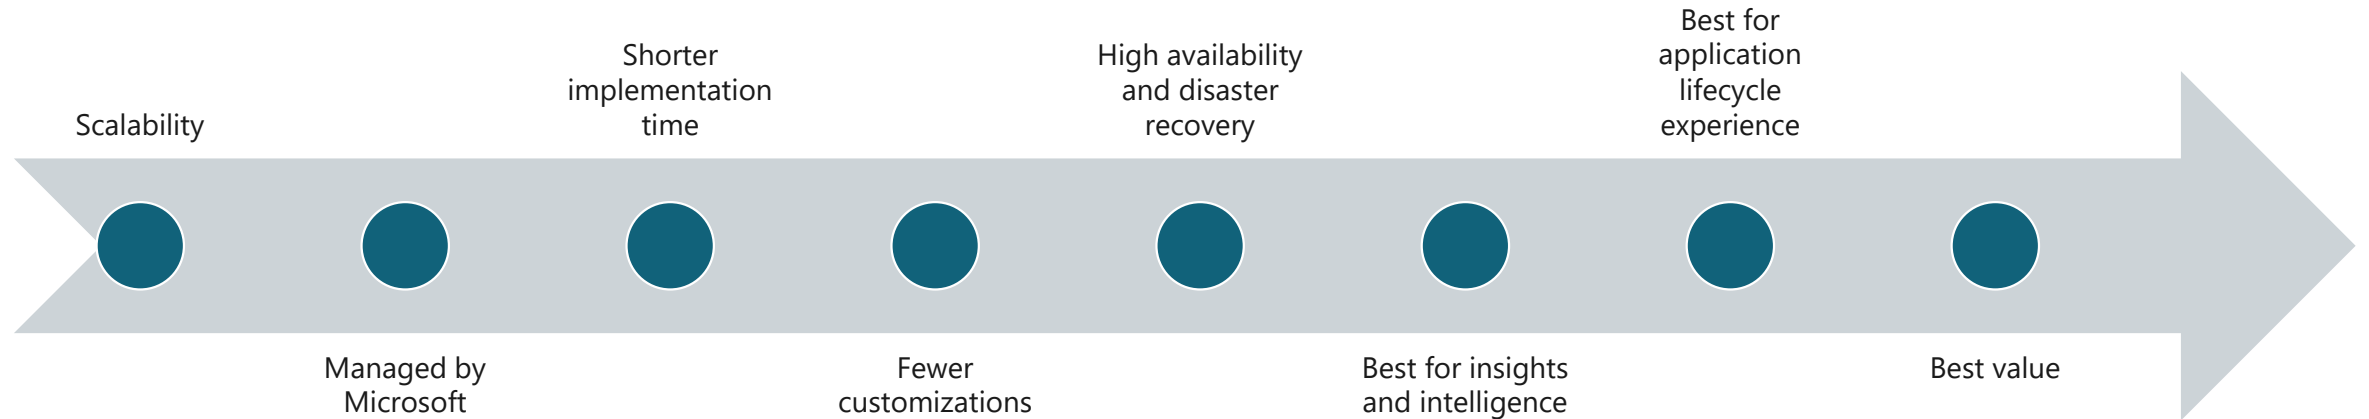 Scalability
Managed by
Microsoft
Shorter
implementation
time
Fewer
customizations
High availability
and disaster
recovery
Best for insights
and intelligence
Best for
application
lifecycle
experience
Best value